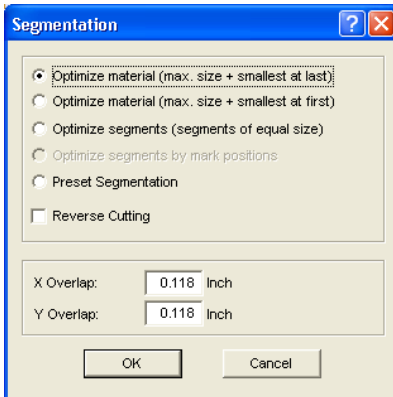 Segmentation
Optimize material (max. size + smallest at last)
Optimize material (max. size + smallest at first)
Optimize segments (segments of equal size)
Optimize segments by mark positions
Preset Segmentation
Reverse Cutting
X Overlap: 0.118 Inch
Y Overlap: 0.118 Inch
OK Cancel